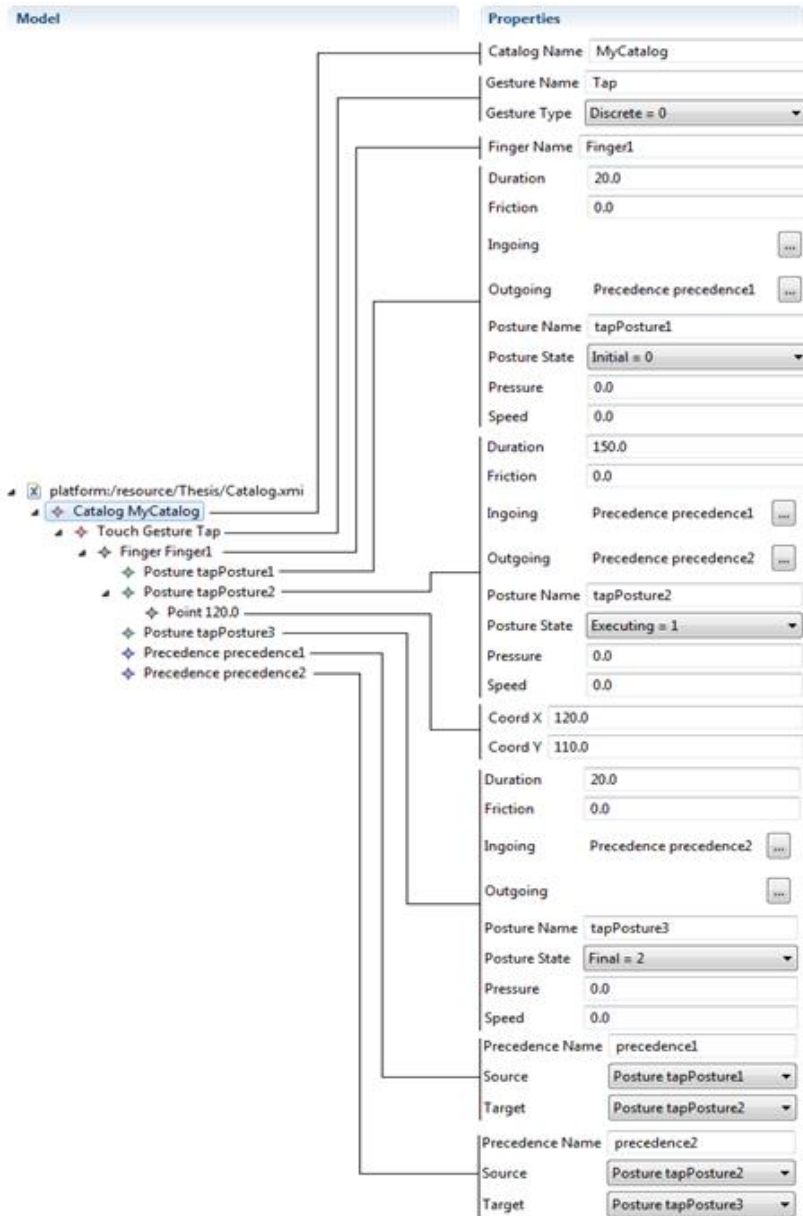 Model
Properties
Catalog Name MyCatalog
Gesture Name Tap
Gesture Type Discrete = 0
Finger Name Finger1
Duration 20.0
Friction 0.0
Ingoing ...
Outgoing Precedence precedence1 ...
Posture Name tapPosture1
Posture State Initial = 0
Pressure 0.0
Speed 0.0
Duration 150.0
Friction 0.0
Ingoing Precedence precedence1 ...
Outgoing Precedence precedence2 ...
Posture Name tapPosture2
Posture State Executing = 1
Pressure 0.0
Speed 0.0
Coord X 120.0
Coord Y 110.0
Duration 20.0
Friction 0.0
Ingoing Precedence precedence2 ...
Outgoing ...
Posture Name tapPosture3
Posture State Final = 2
Pressure 0.0
Speed 0.0
Precedence Name precedence1
Source Posture tapPosture1
Target Posture tapPosture2
Precedence Name precedence2
Source Posture tapPosture2
Target Posture tapPosture3
platform:/resource/Thesis/Catalog.xmi
Catalog MyCatalog
Touch Gesture Tap
Finger Finger1
Posture tapPosture1
Posture tapPosture2
Point 120.0
Posture tapPosture3
Precedence precedence1
Precedence precedence2